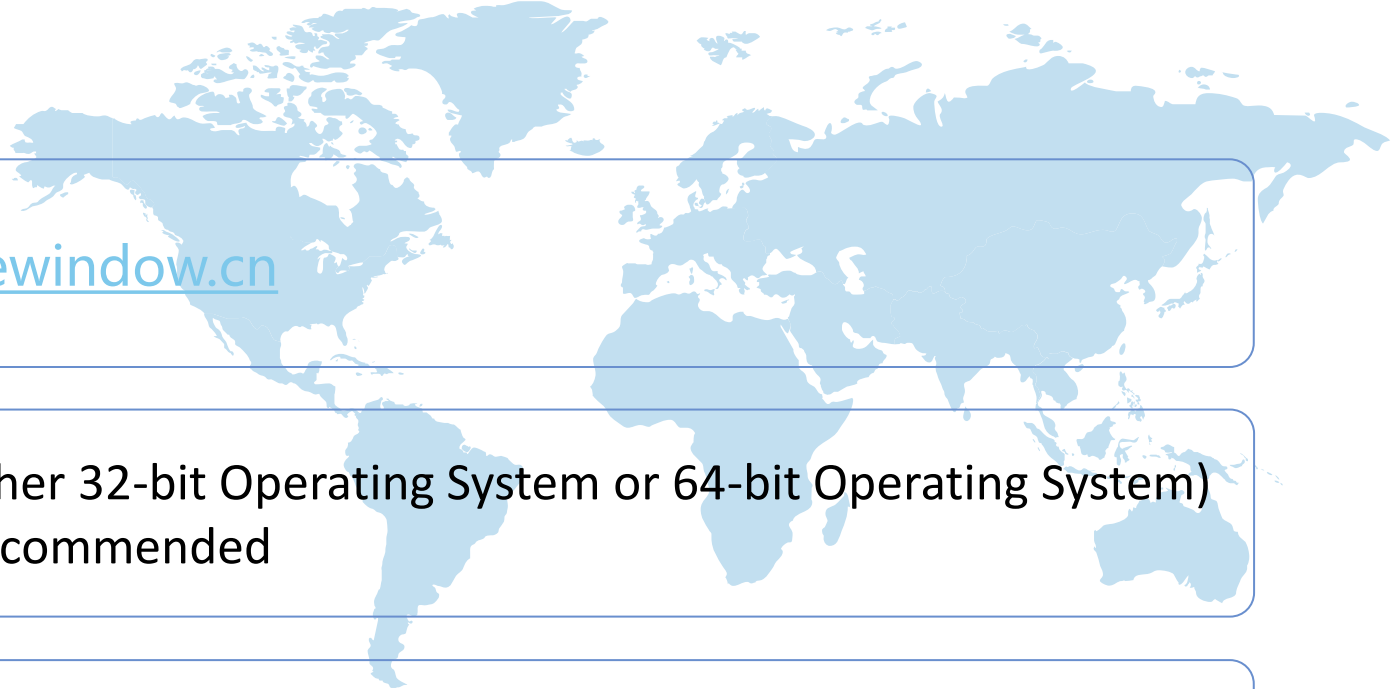 ewindow.cn
her 32-bit Operating System or 64-bit Operating System)
commended